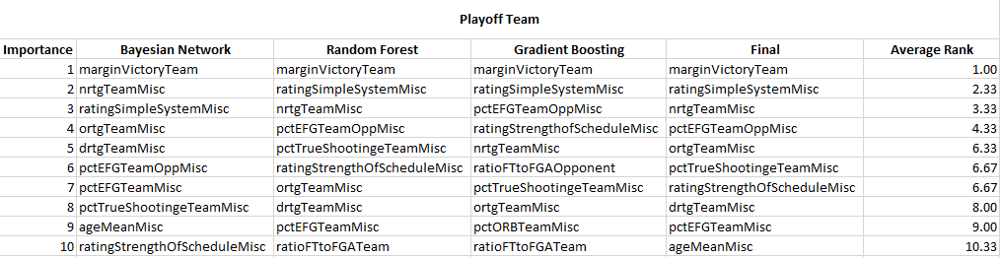 Playoff Team
Importance Bayesian Network Random Forest Gradient Boosting Final Average Rank
1 marginVictoryTeam marginVictoryTeam marginVictoryTeam marginVictoryTeam 1.00
2 nrtgTeamMisc ratingSimpleSystemMisc ratingSimpleSystemMisc ratingSimpleSystemMisc 2.33
3 ratingSimpleSystemMisc nrtgTeamMisc pctEFGTeamOppMisc nrtgTeamMisc 3.33
4 ortgTeamMisc pctEFGTeamOppMisc ratingStrengthofScheduleMisc pctEFGTeamOppMisc 4.33
5 drtgTeamMisc pctTrueShootingeTeamMisc nrtgTeamMisc ortgTeamMisc 6.33
6 pctEFGTeamOppMisc ratingStrengthOfScheduleMisc ratioFTtoFGAOpponent pctTrueShootingeTeamMisc 6.67
7 pctEFGTeamMisc ortgTeamMisc pctTrueShootingeTeamMisc ratingStrengthOfScheduleMisc 6.67
8 pctTrueShootingeTeamMisc drtgTeamMisc ortgTeamMisc drtgTeamMisc 8.00
9 ageMeanMisc pctEFGTeamMisc pctORBTeamMisc pctEFGTeamMisc 9.00
10 ratingStrengthOfScheduleMisc ratioFTtoFGATeam ratioFTtoFGATeam ageMeanMisc 10.33